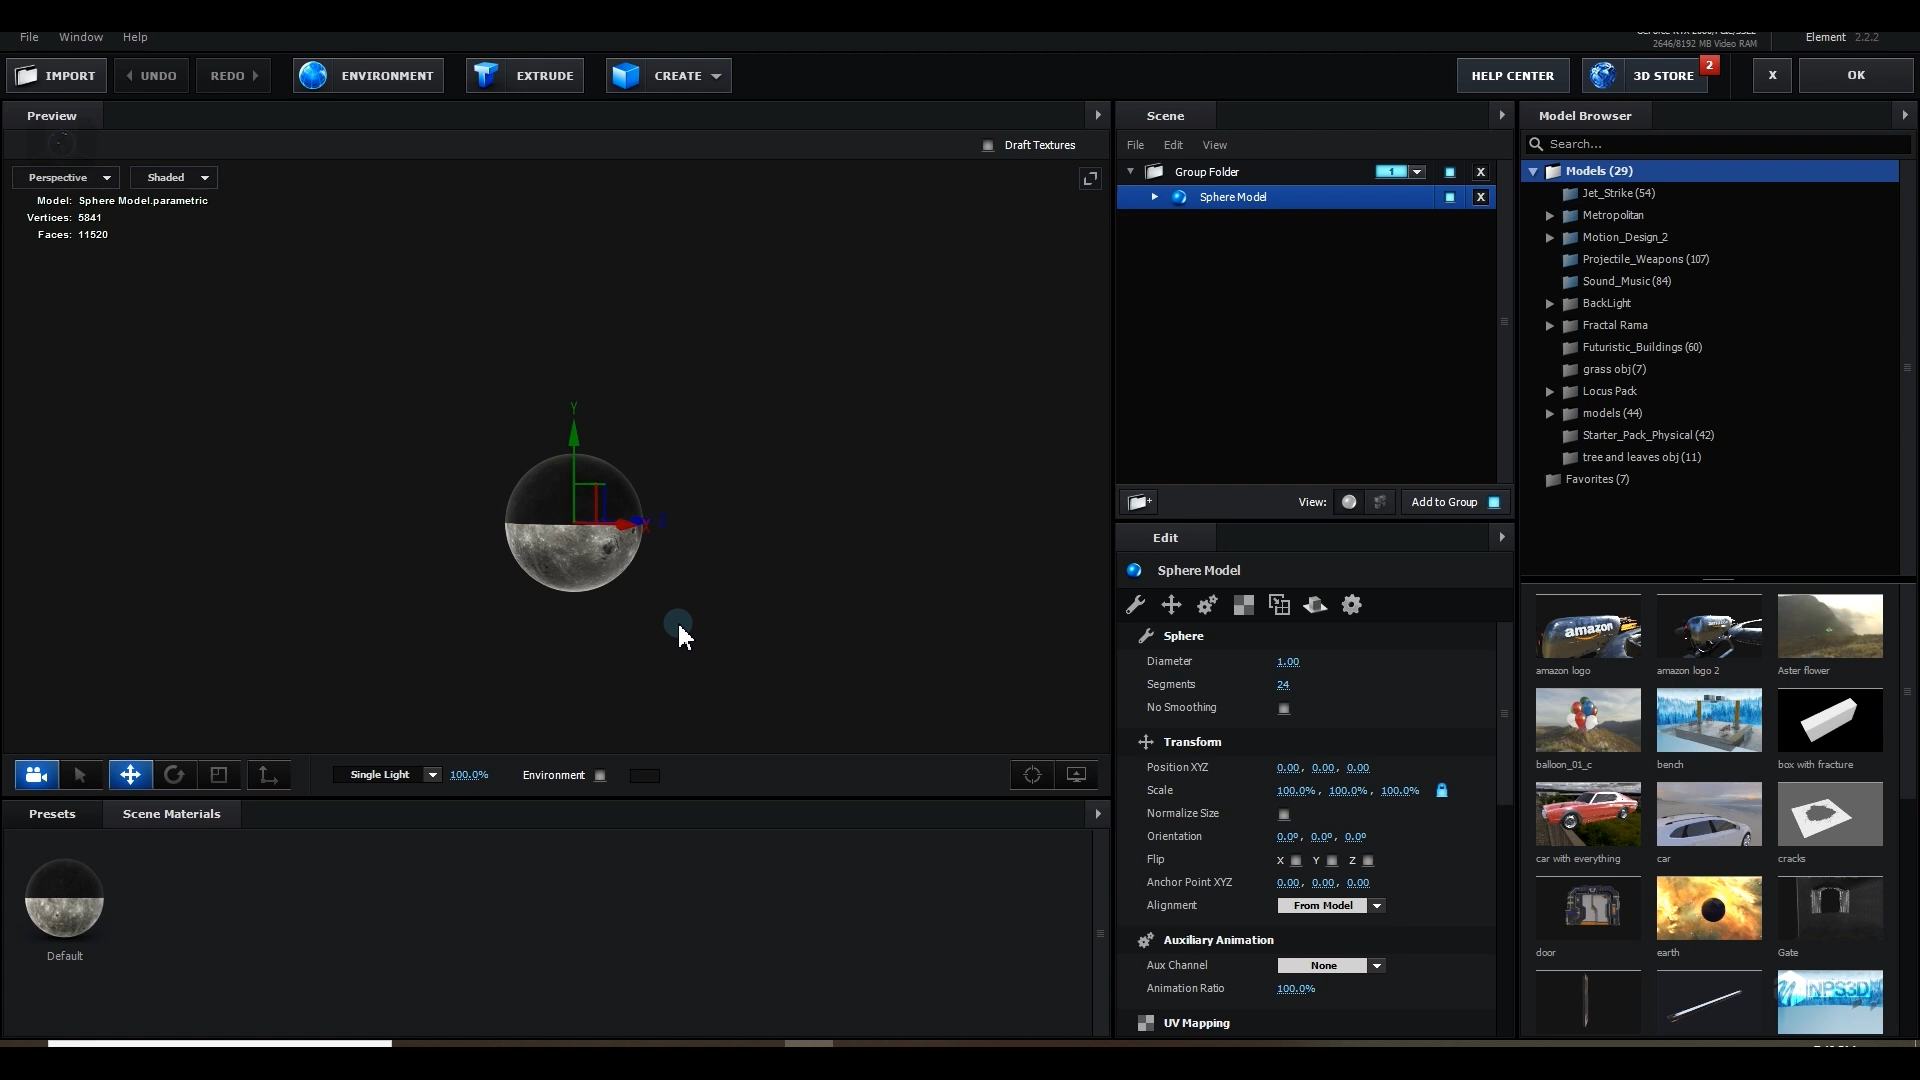 File Window Help
2646/8192 MB Video RAM
Element 2.2.2
IMPORT UNDO REDO ENVIRONMENT EXTRUDE CREATE HELP CENTER 3D STORE 2 X OK
Preview
Draft Textures
Perspective Shaded
Model: Sphere Model.parametric
Vertices: 5841
Faces: 11520
Y
X Z
Single Light 100.0% Environment
Presets Scene Materials
Default
Scene
File Edit View
Group Folder 1 X
Sphere Model X
View: Add to Group
Edit
Sphere Model
Sphere
Diameter 1.00
Segments 24
No Smoothing
Transform
Position XYZ 0.00, 0.00, 0.00
Scale 100.0%, 100.0%, 100.0%
Normalize Size
Orientation 0.0º, 0.0º, 0.0º
Flip X Y Z
Anchor Point XYZ 0.00, 0.00, 0.00
Alignment From Model
Auxiliary Animation
Aux Channel None
Animation Ratio 100.0%
UV Mapping
Model Browser
Search...
Models (29)
Jet_Strike (54)
Metropolitan
Motion_Design_2
Projectile_Weapons (107)
Sound_Music (84)
BackLight
Fractal Rama
Futuristic_Buildings (60)
grass obj (7)
Locus Pack
models (44)
Starter_Pack_Physical (42)
tree and leaves obj (11)
Favorites (7)
amazon
amazon
amazon logo amazon logo 2 Aster flower
balloon_01_c bench box with fracture
car with everything car cracks
door earth Gate
NPS3D